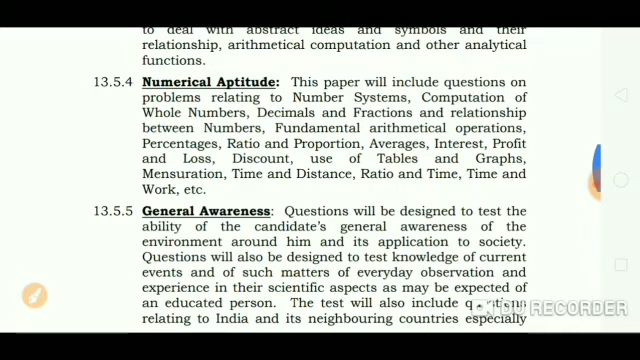 to deal with abstract ideas and symbols and their
relationship, arithmetical computation and other analytical
functions.
13.5.4 Numerical Aptitude: This paper will include questions on
problems relating to Number Systems, Computation of
Whole Numbers, Decimals and Fractions and relationship
between Numbers, Fundamental arithmetical operations,
Percentages, Ratio and Proportion, Averages, Interest, Profit
and Loss, Discount, use of Tables and Graphs,
Mensuration, Time and Distance, Ratio and Time, Time and
Work, etc.
13.5.5 General Awareness: Questions will be designed to test the
ability of the candidate's general awareness of the
environment around him and its application to society.
Questions will also be designed to test knowledge of current
events and of such matters of everyday observation and
experience in their scientific aspects as may be expected of
an educated person. The test will also include questions
relating to India and its neighbouring countries especially
DU RECORDER